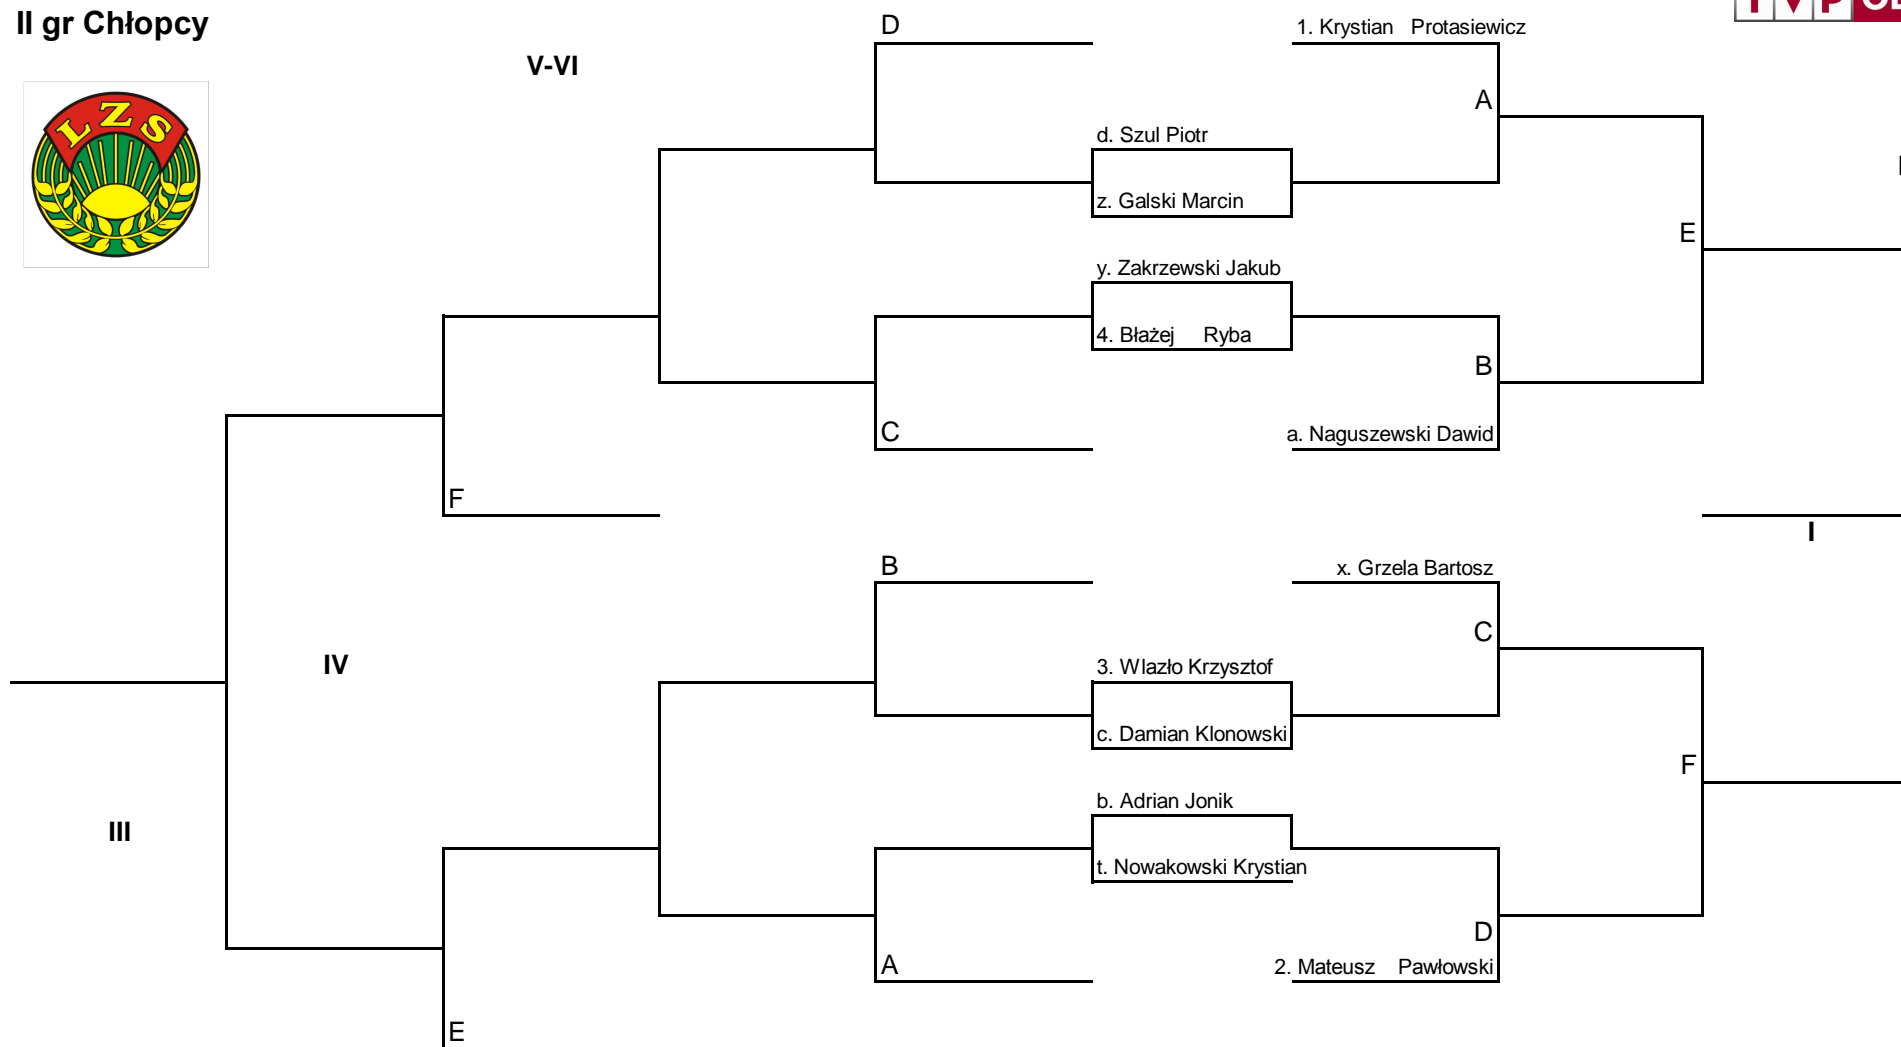 II gr Chłopcy
D
1. Krystian Protasiewicz
V-VI
LZS
A
d. Szul Piotr
z. Galski Marcin
E
y. Zakrzewski Jakub
4. Błażej Ryba
B
C
a. Naguszewski Dawid
F
I
B
x. Grzela Bartosz
C
IV
3. Wlazło Krzysztof
c. Damian Klonowski
F
b. Adrian Jonik
III
t. Nowakowski Krystian
D
A
2. Mateusz Pawłowski
E